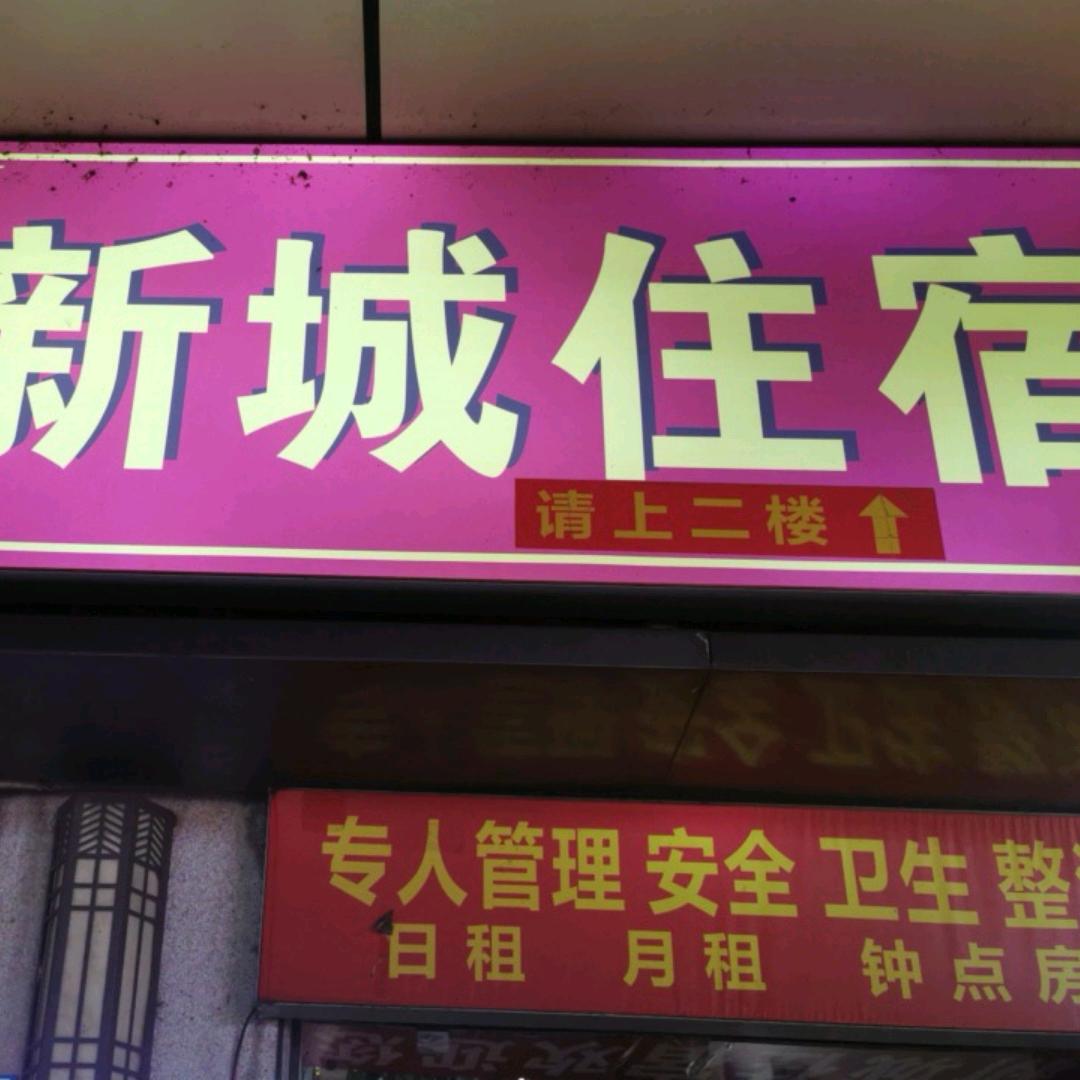 新城住宿
请上二楼
专人管理 安全 卫生 整
日租 月租 钟点房